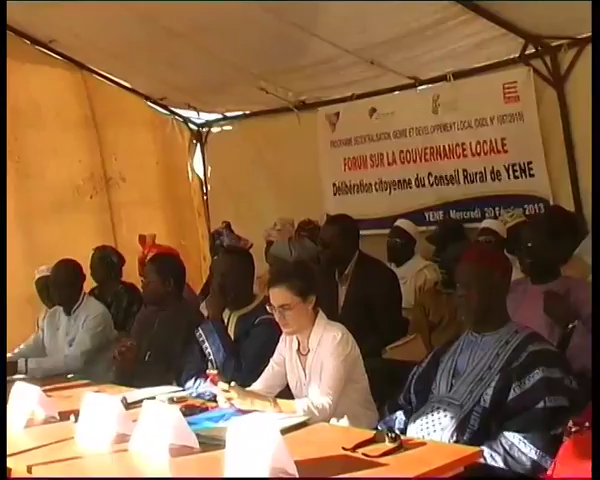 PROGRAMME DECENTRALISATION, GENRE ET DEVELOPPEMENT LOCAL
FORUM SUR LA GOUVERNANCE LOCALE
Délibération citoyenne du Conseil Rural de YENE
YENE - Mercredi 20 Février 2013